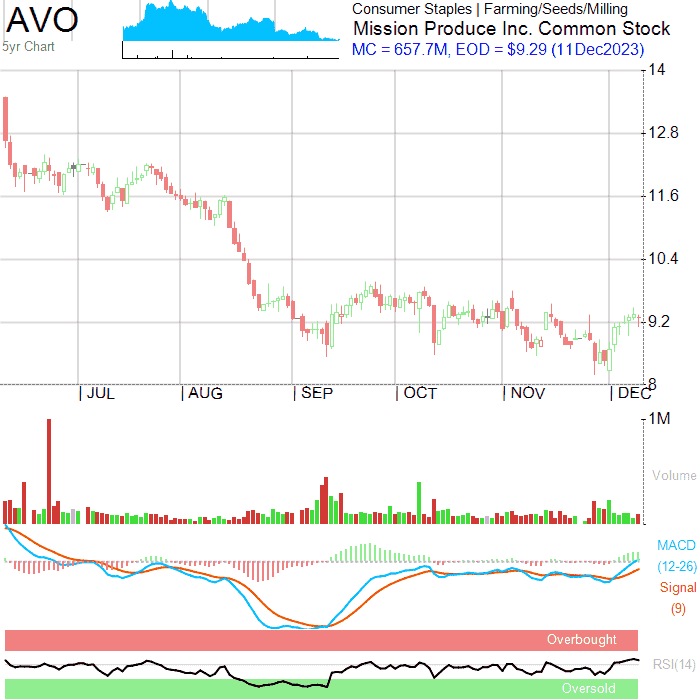 AVO
5yr Chart
Consumer Staples | Farming/Seeds/Milling
Mission Produce Inc. Common Stock
MC = 657.7M, EOD = $9.29 (11Dec2023)
14
12.8
11.6
10.4
9.2
8
| JUL | AUG | SEP | OCT | NOV | DEC
1M
Volume
MACD
(12-26)
Signal
(9)
Overbought
RSI(14)
Oversold